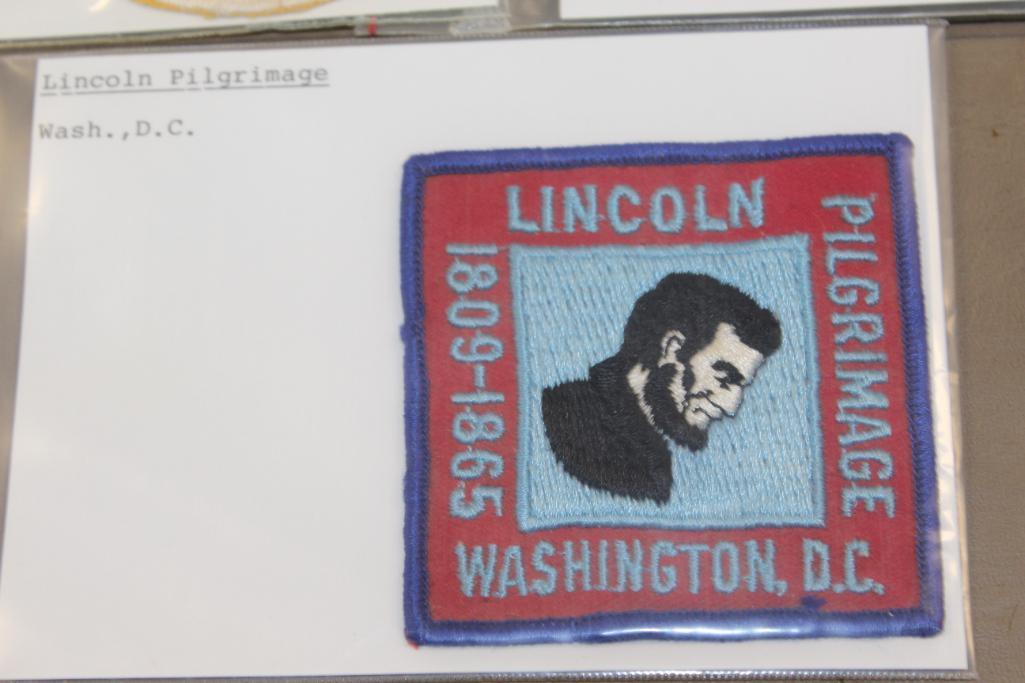 Lincoln Pilgrimage
Wash.,D.C.
LINCOLN
PILGRIMAGE
1809-1865
WASHINGTON, D.C.